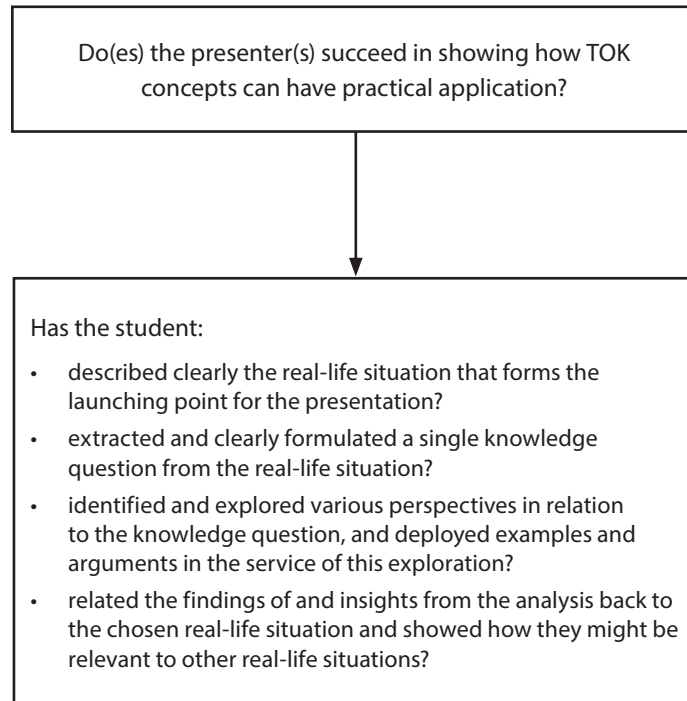 Do(es) the presenter(s) succeed in showing how TOK
concepts can have practical application?
Has the student:
• described clearly the real-life situation that forms the
launching point for the presentation?
• extracted and clearly formulated a single knowledge
question from the real-life situation?
• identified and explored various perspectives in relation
to the knowledge question, and deployed examples and
arguments in the service of this exploration?
• related the findings of and insights from the analysis back to
the chosen real-life situation and showed how they might be
relevant to other real-life situations?